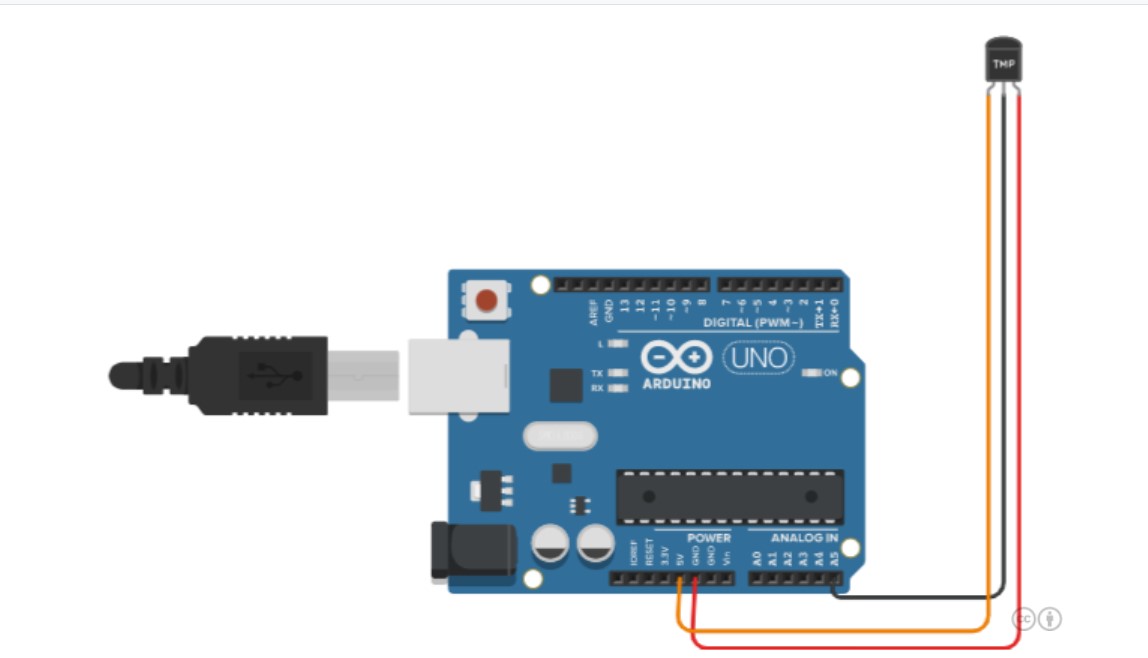 TMP
AREF
GND
13
12
~11
~10
~9
8
7
~6
~5
4
~3
2
TX→1
RX←0
DIGITAL (PWM~)
L
TX
RX
UNO
ARDUINO
ON
POWER
ANALOG IN
IOREF
RESET
3.3V
5V
GND
GND
Vin
A0
A1
A2
A3
A4
A5
cc